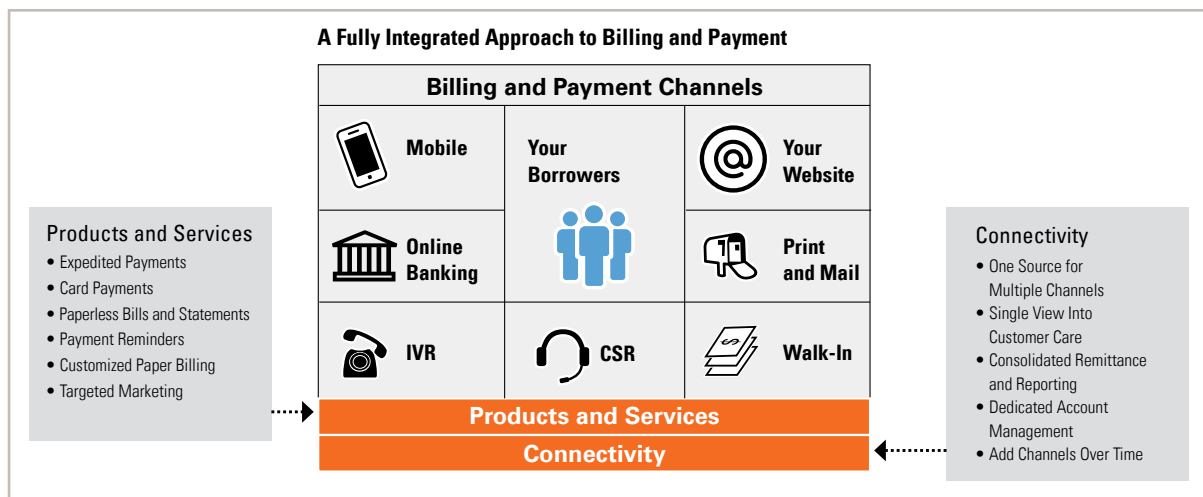 A Fully Integrated Approach to Billing and Payment
Billing and Payment Channels
Mobile
Your
Borrowers
@
Your
Website
Online
Banking
Print
and Mail
IVR
CSR
$
Walk-In
Products and Services
Connectivity
Products and Services
• Expedited Payments
• Card Payments
• Paperless Bills and Statements
• Payment Reminders
• Customized Paper Billing
• Targeted Marketing
Connectivity
• One Source for
Multiple Channels
• Single View Into
Customer Care
• Consolidated Remittance
and Reporting
• Dedicated Account
Management
• Add Channels Over Time